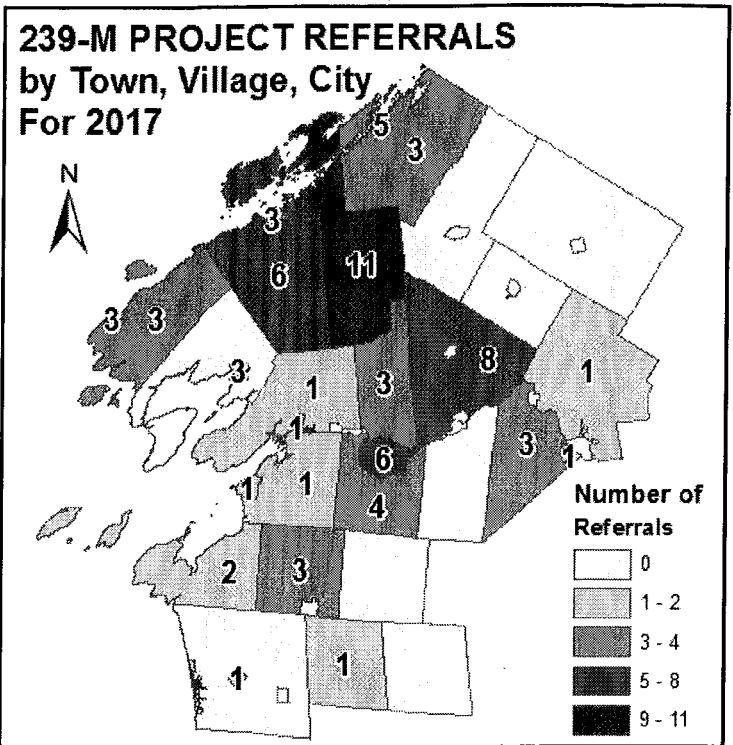 239-M PROJECT REFERRALS
by Town, Village, City
For 2017
N
5
3
3
6
11
3
3
3
1
3
8
1
1
6
3
1
1
1
4
2
3
1
1
Number of
Referrals
0
1 - 2
3 - 4
5 - 8
9 - 11